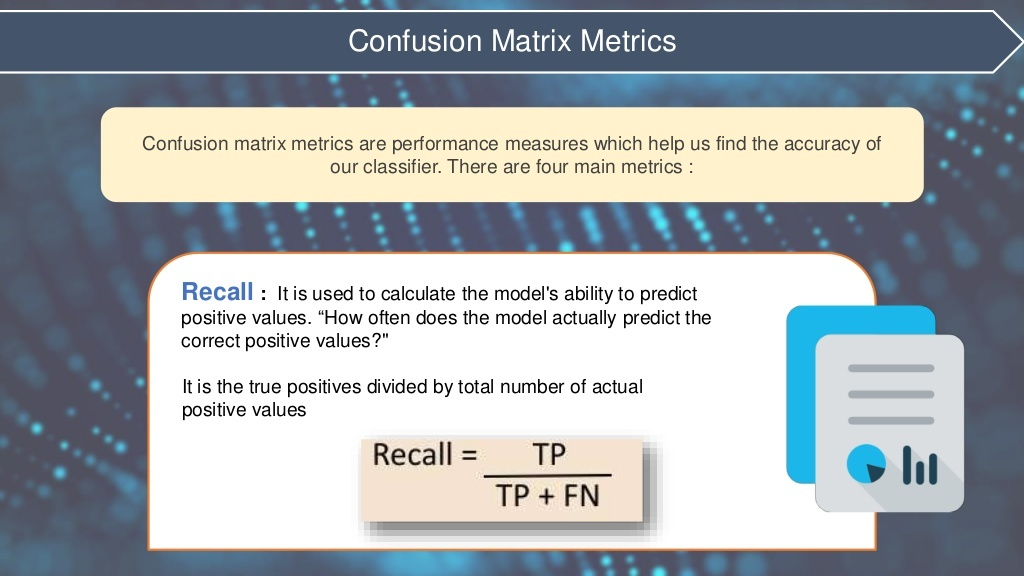 Confusion Matrix Metrics
Confusion matrix metrics are performance measures which help us find the accuracy of
our classifier. There are four main metrics :
Recall : It is used to calculate the model's ability to predict
positive values. “How often does the model actually predict the
correct positive values?"
It is the true positives divided by total number of actual
positive values
Recall = TP
TP + FN